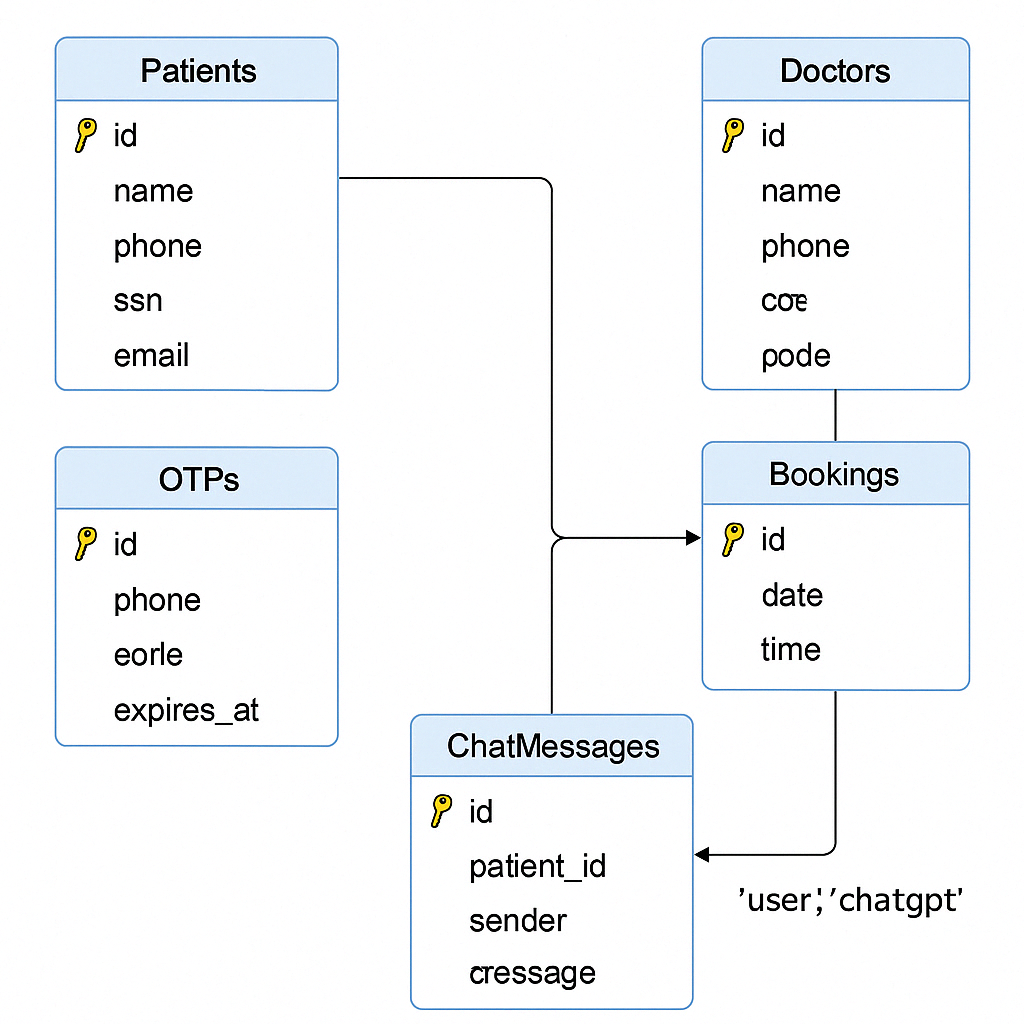 Patients
id
name
phone
ssn
email
Doctors
id
name
phone
pode
OTPs
id
phone
eorle
expires_at
Bookings
id
date
time
ChatMessages
id
patient_id
sender
cressage
'user','chatgpt'